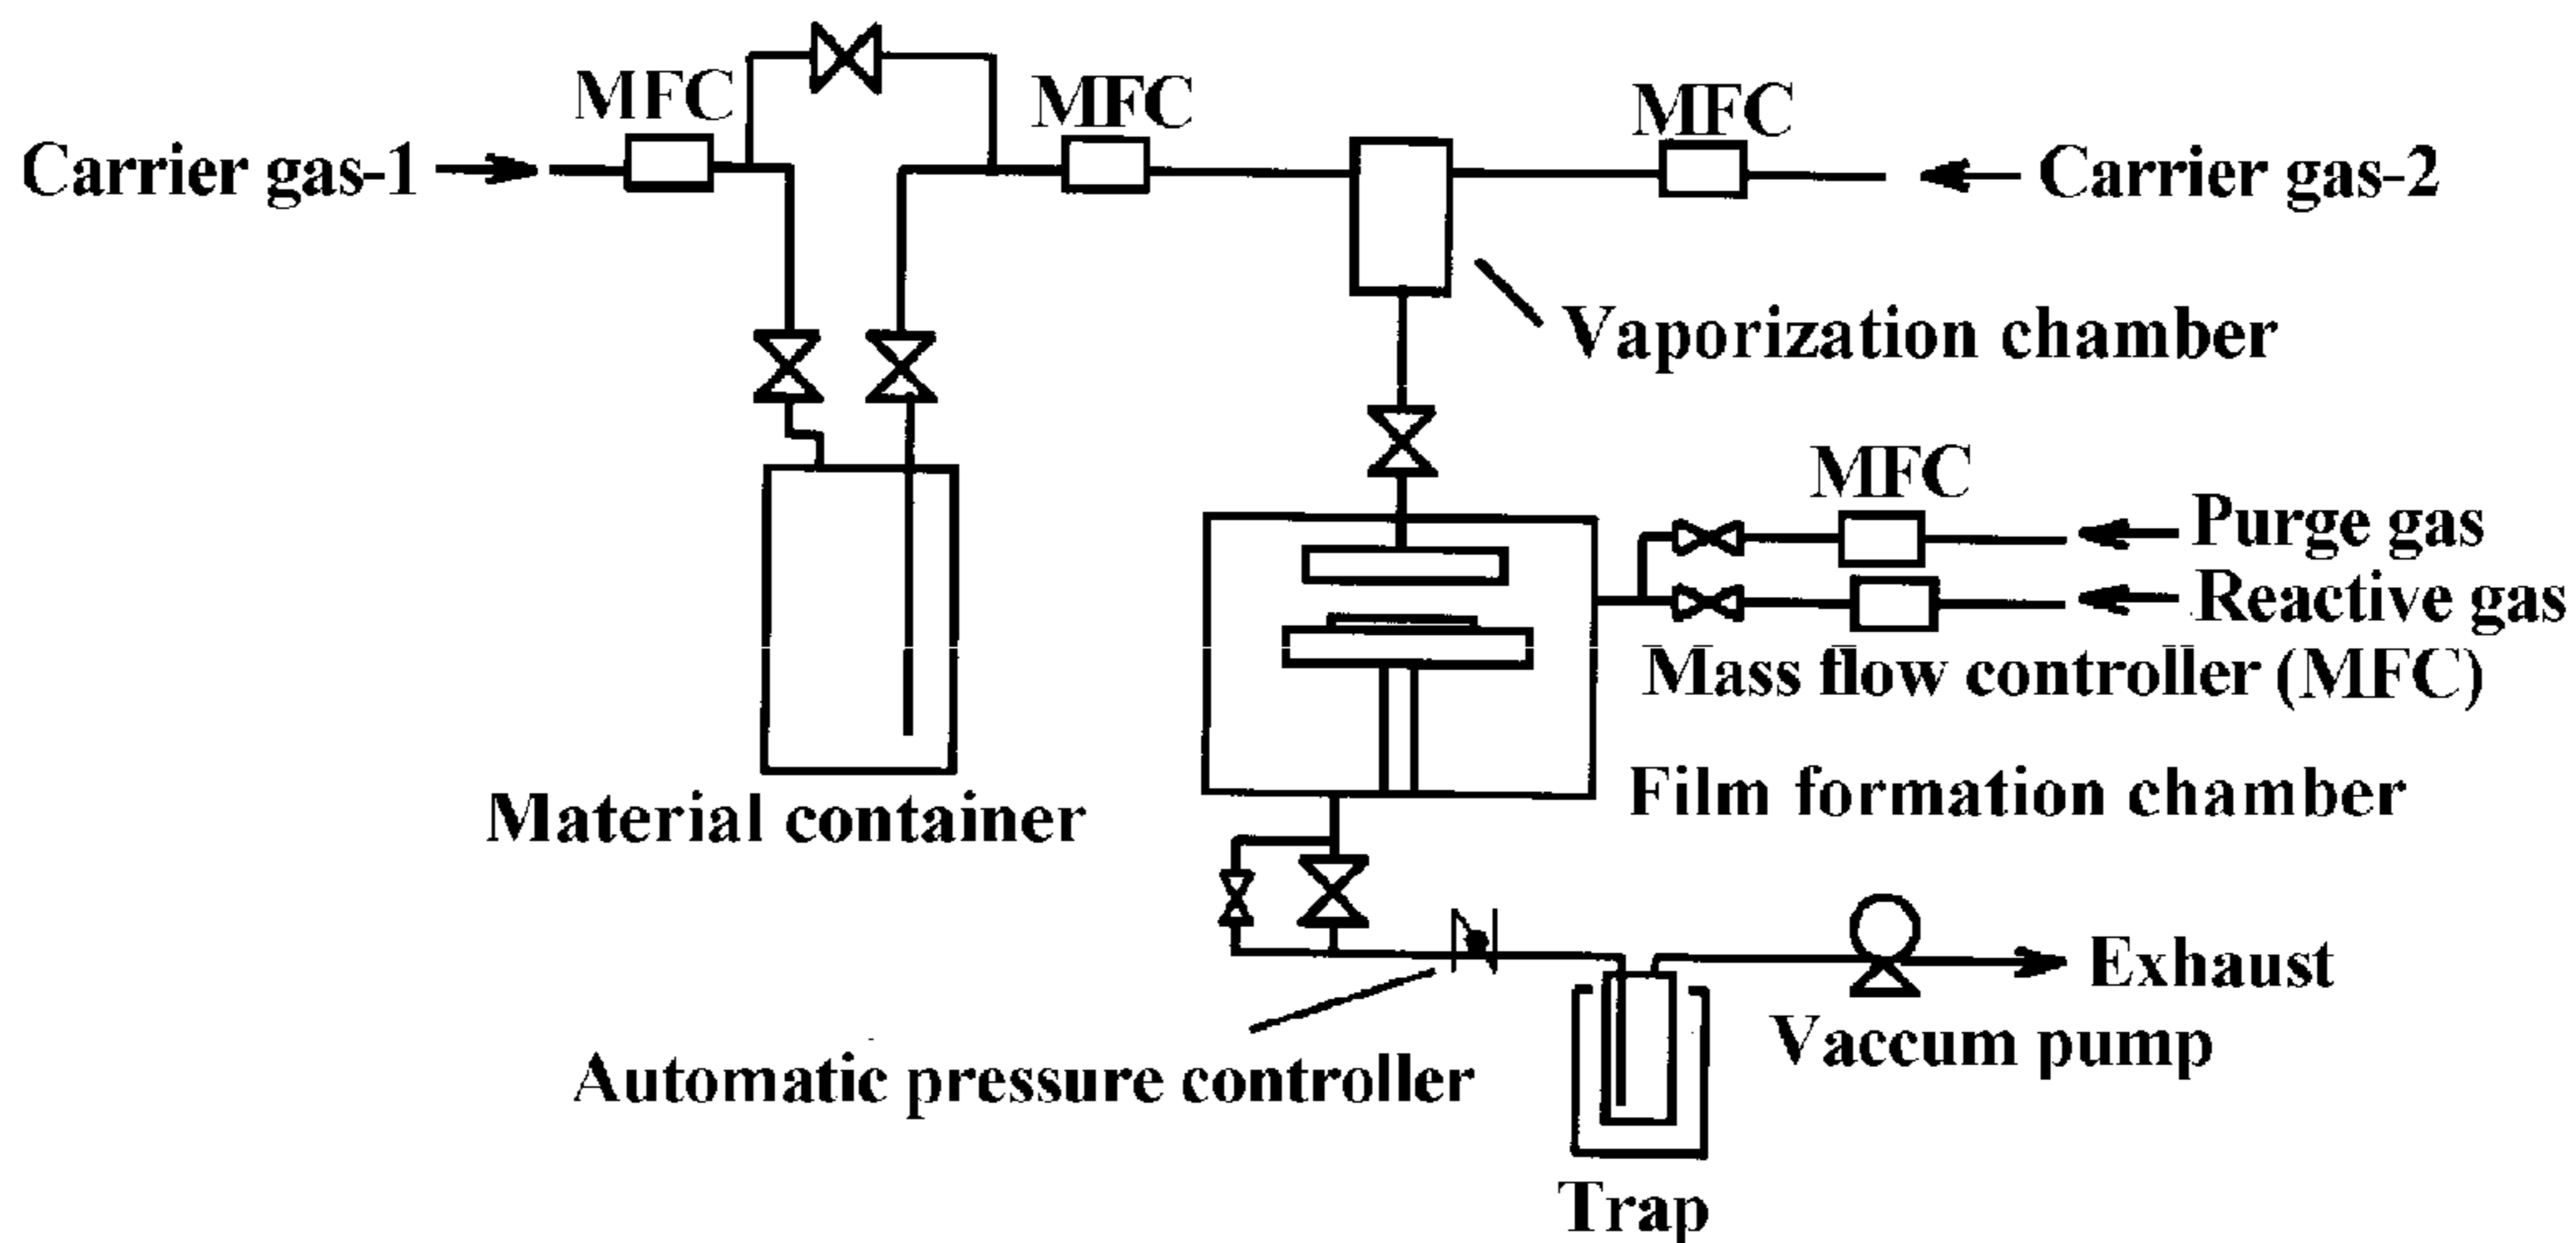 MFC
MFC
MFC
Carrier gas-1
Carrier gas-2
Vaporization chamber
MFC
Purge gas
Reactive gas
Mass flow controller (MFC)
Material container
Film formation chamber
Automatic pressure controller
Exhaust
Vaccum pump
Trap